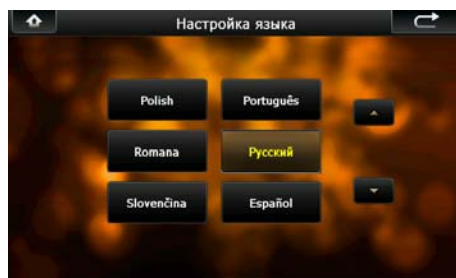 Настройка языка
Polish Português
Romana Русский
Slovenčina Español